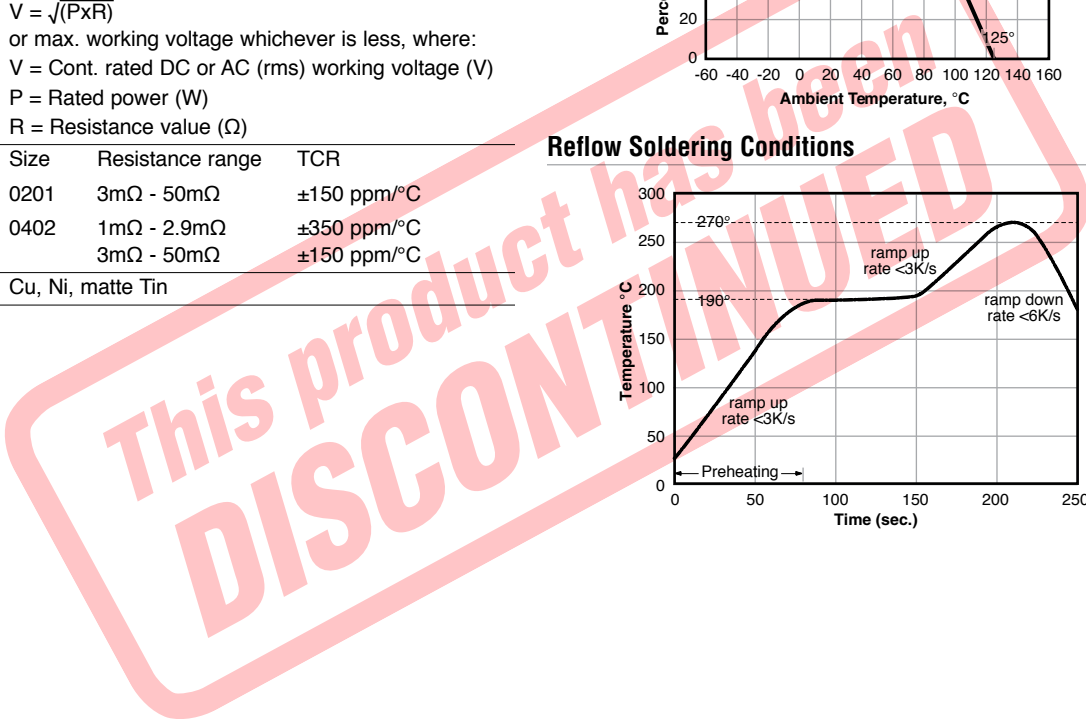 V = √(PxR)
or max. working voltage whichever is less, where:
V = Cont. rated DC or AC (rms) working voltage (V)
P = Rated power (W)
R = Resistance value (Ω)
Size Resistance range TCR
0201 3mΩ - 50mΩ ±150 ppm/°C
0402 1mΩ - 2.9mΩ ±350 ppm/°C
3mΩ - 50mΩ ±150 ppm/°C
Cu, Ni, matte Tin
20
0
125°
-60 -40 -20 0 20 40 60 80 100 120 140 160
Ambient Temperature, °C
Reflow Soldering Conditions
300
270°
250
ramp up
rate <3K/s
200
190°
ramp down
rate <6K/s
150
Temperature °C
100
ramp up
rate <3K/s
50
Preheating
0
0 50 100 150 200 250
Time (sec.)
This product has been
DISCONTINUED